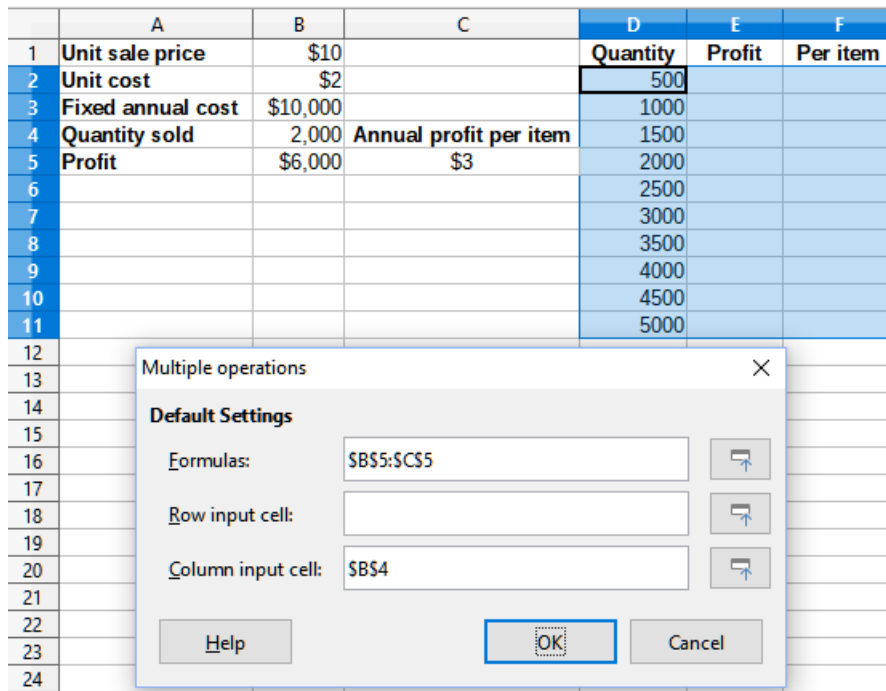 A B C D E F
1 Unit sale price $10 Quantity Profit Per item
2 Unit cost $2 500
3 Fixed annual cost $10,000 1000
4 Quantity sold 2,000 Annual profit per item 1500
5 Profit $6,000 $3 2000
6 2500
7 3000
8 3500
9 4000
10 4500
11 5000
12
13
14
15
16
17
18
19
20
21
22
23
24
Multiple operations
Default Settings
Formulas: $B$5:$C$5
Row input cell:
Column input cell: $B$4
Help OK Cancel